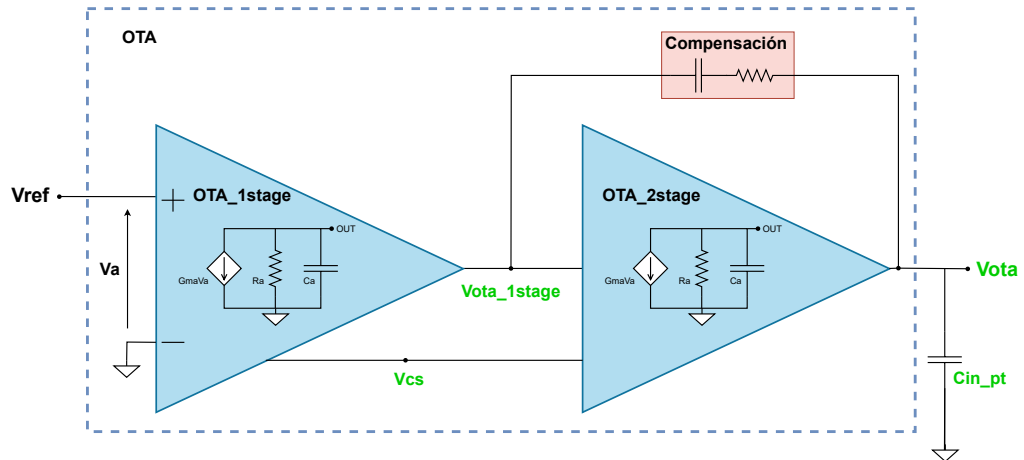 OTA
Compensación
Vref
OTA_1stage
OUT
GmaVa
Ra
Ca
Va
Vota_1stage
Vcs
OTA_2stage
OUT
GmaVa
Ra
Ca
Vota
Cin_pt